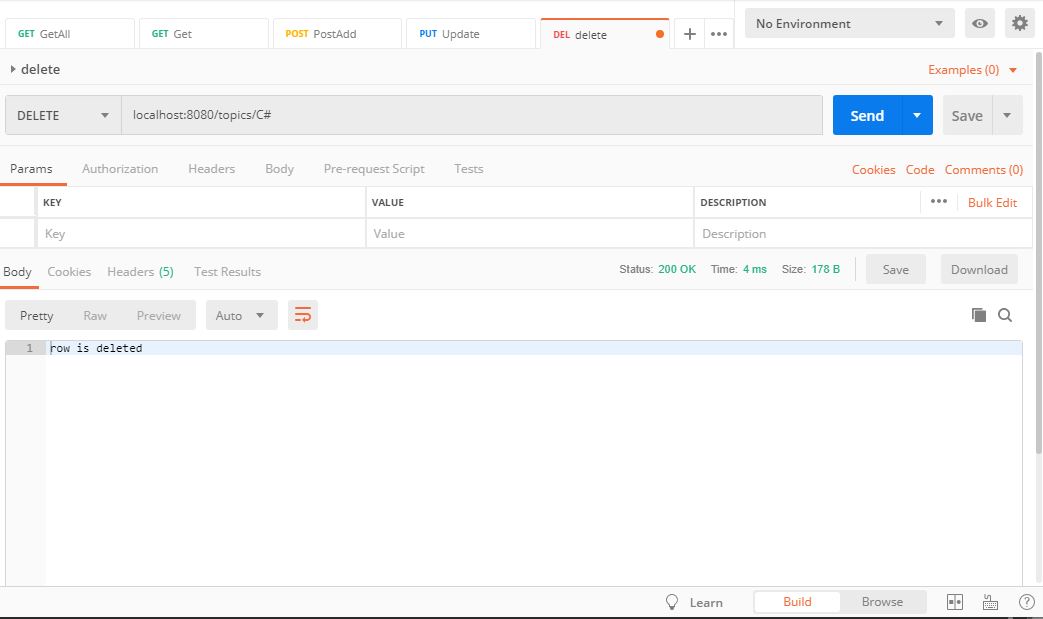 GET GetAll GET Get POST PostAdd PUT Update DEL delete No Environment
delete Examples (0)
DELETE localhost:8080/topics/C# Send Save
Params Authorization Headers Body Pre-request Script Tests Cookies Code Comments (0)
KEY VALUE DESCRIPTION Bulk Edit
Key Value Description
Body Cookies Headers (5) Test Results Status: 200 OK Time: 4 ms Size: 178 B Save Download
Pretty Raw Preview Auto
1 row is deleted
Learn Build Browse